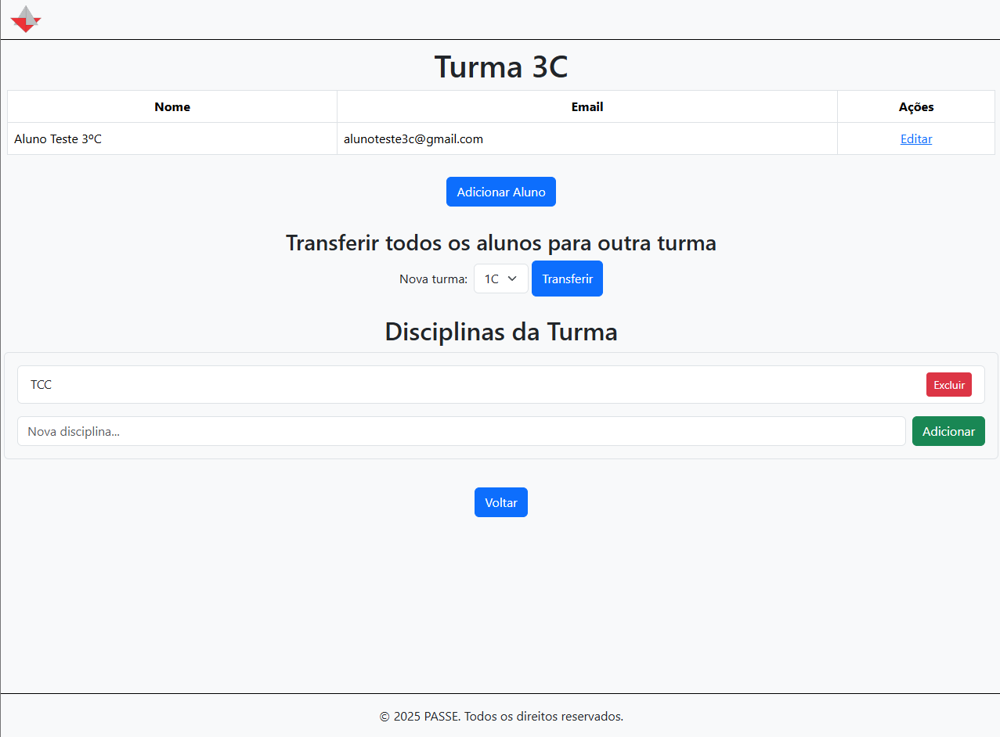 Turma 3C
Nome Email Ações
Aluno Teste 3ºC alunoteste3c@gmail.com Editar
Adicionar Aluno
Transferir todos os alunos para outra turma
Nova turma: 1C Transferir
Disciplinas da Turma
TCC Excluir
Nova disciplina... Adicionar
Voltar
© 2025 PASSE. Todos os direitos reservados.